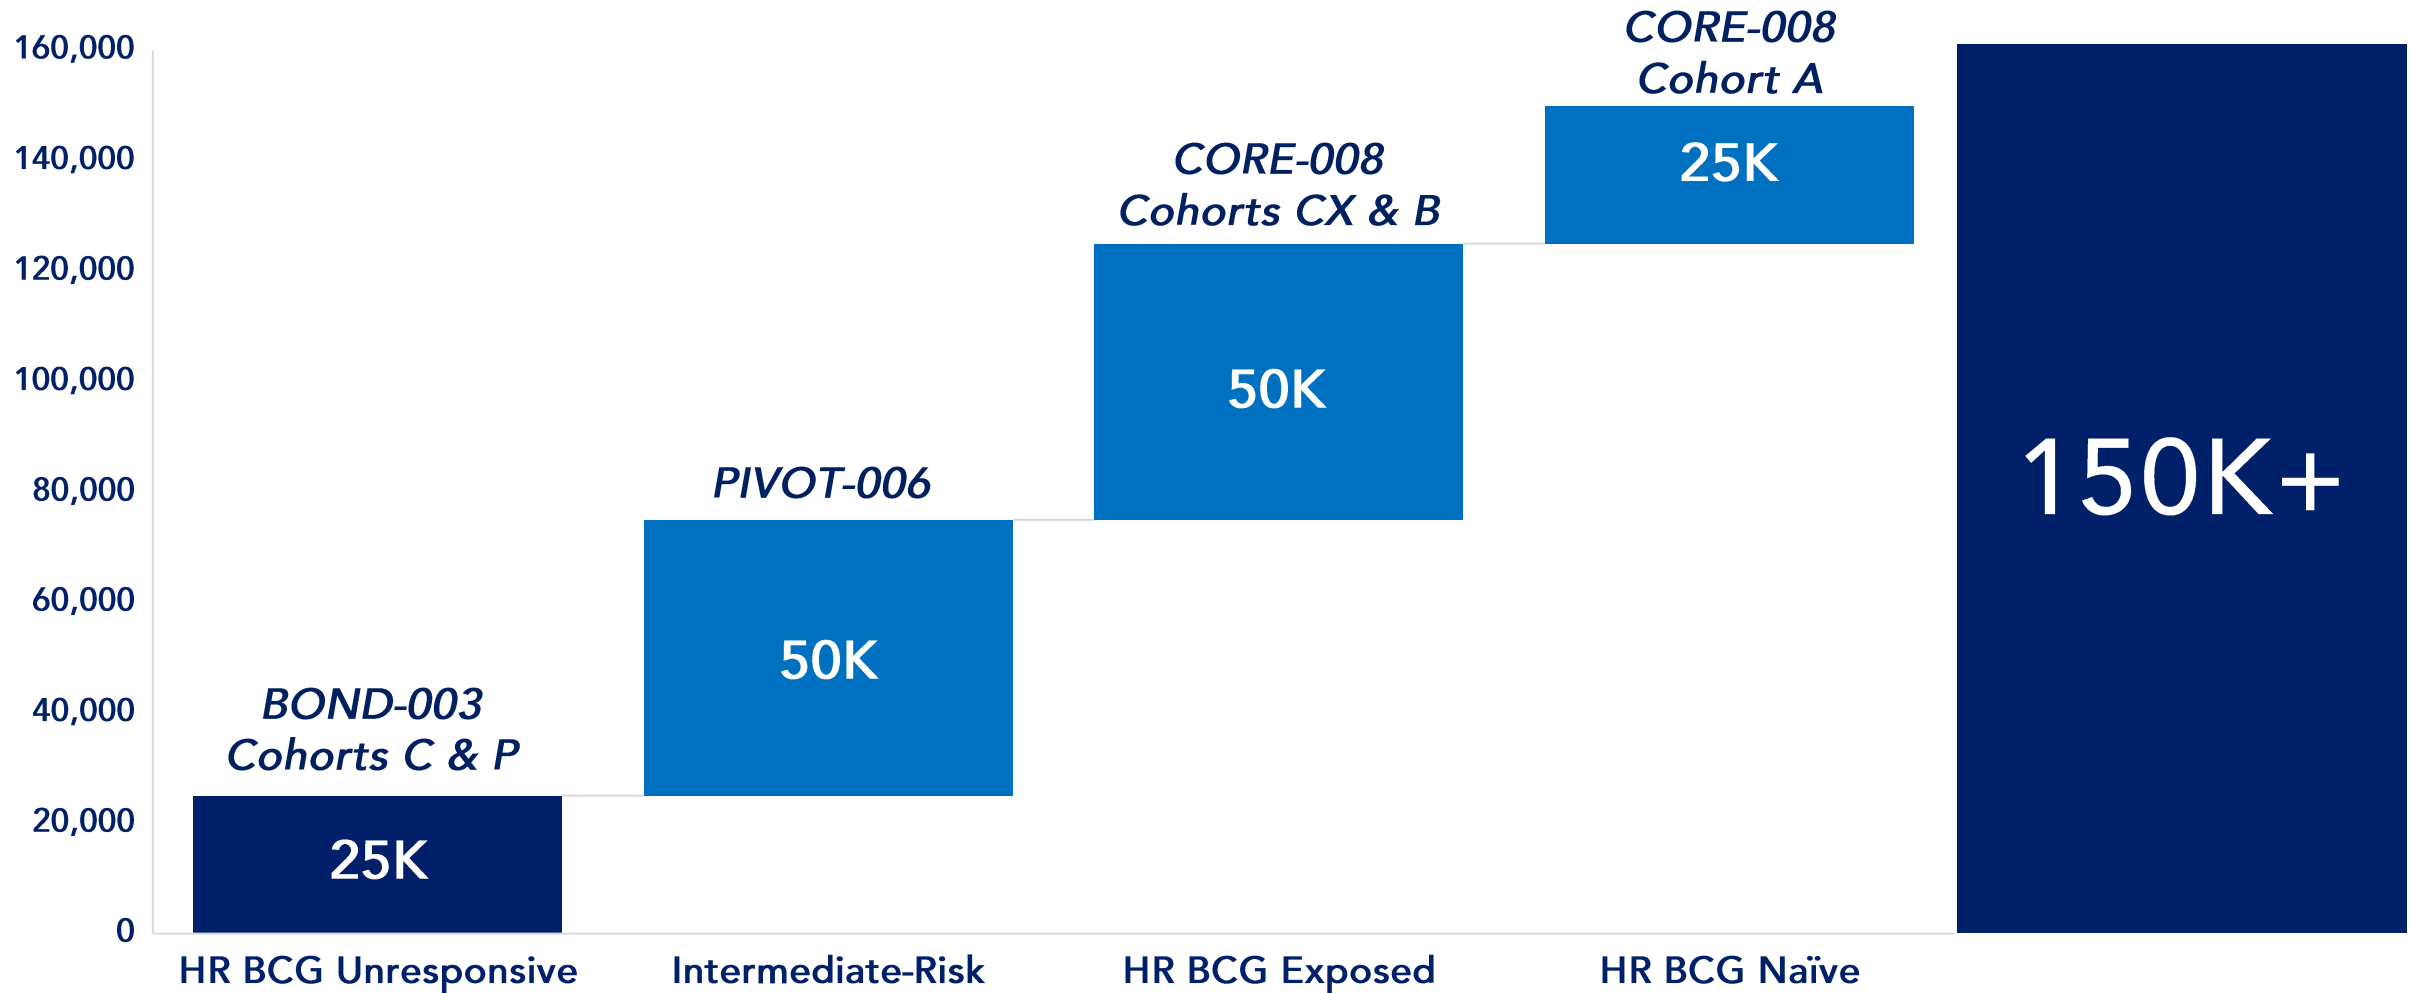 160,000
140,000
120,000
100,000
80,000
60,000
40,000
20,000
0
BOND-003
Cohorts C & P
25K
HR BCG Unresponsive
PIVOT-006
50K
Intermediate-Risk
CORE-008
Cohorts CX & B
50K
HR BCG Exposed
CORE-008
Cohort A
25K
HR BCG Naïve
150K+